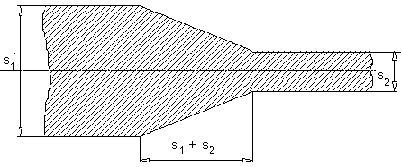 s₁
s₂
s₁ + s₂